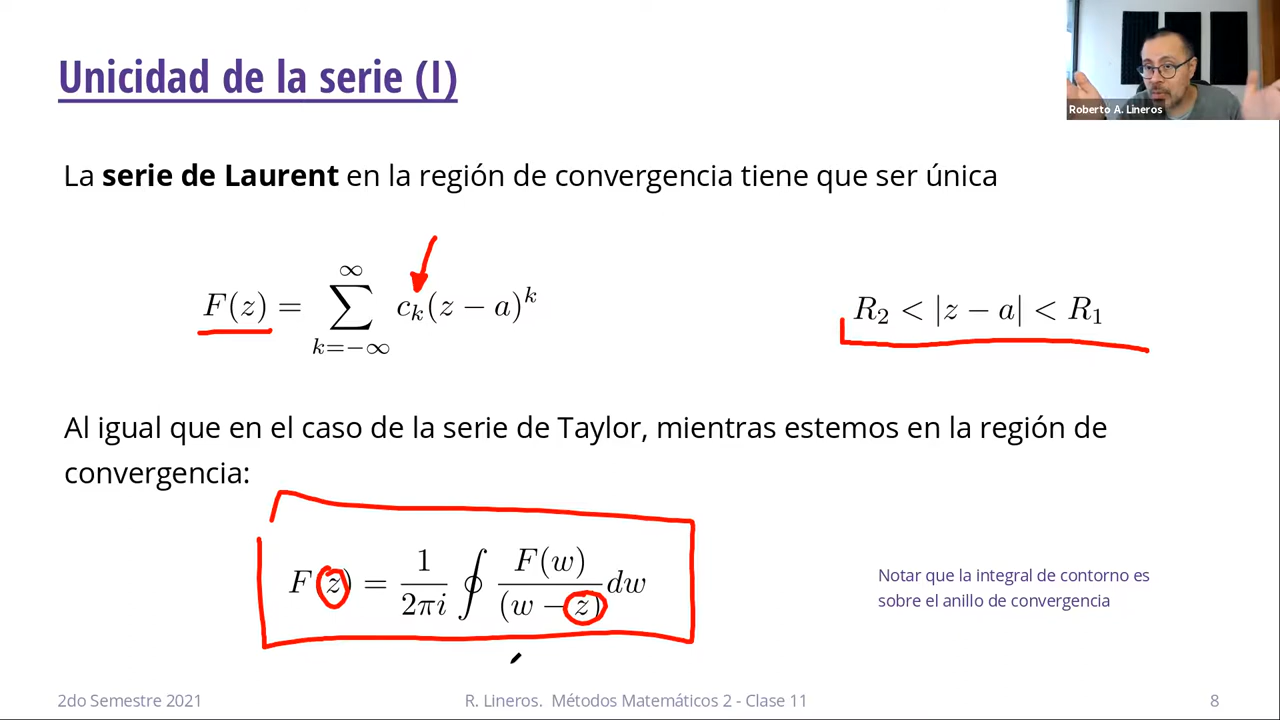 Unicidad de la serie (I)
Roberto A. Lineros
La serie de Laurent en la región de convergencia tiene que ser única
F(z) = ∑_{k=-∞}^{∞} c_k(z − a)^k
R_2 < |z − a| < R_1
Al igual que en el caso de la serie de Taylor, mientras estemos en la región de
convergencia:
F(z) = \frac{1}{2πi} ∮ \frac{F(w)}{(w − z)} dw
Notar que la integral de contorno es
sobre el anillo de convergencia
2do Semestre 2021
R. Lineros. Métodos Matemáticos 2 - Clase 11
8